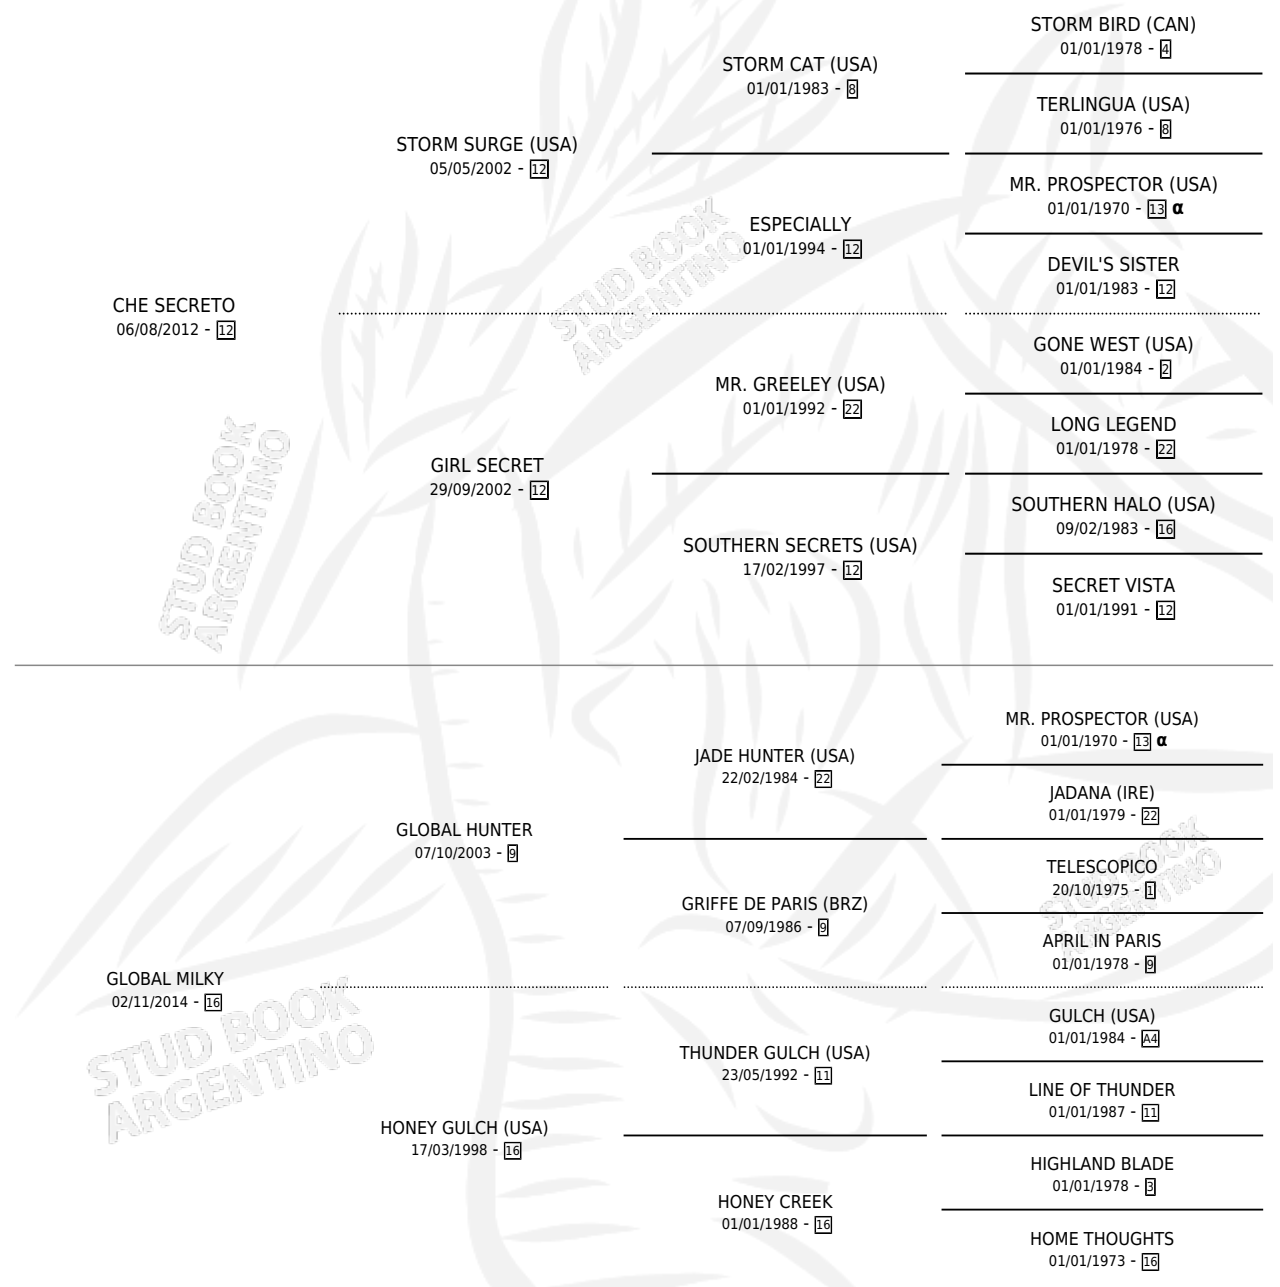 STORM BIRD (CAN)
01/01/1978 - 4
STORM CAT (USA)
01/01/1983 - 8
TERLINGUA (USA)
01/01/1976 - 8
STORM SURGE (USA)
05/05/2002 - 12
MR. PROSPECTOR (USA)
01/01/1970 - 13 α
ESPECIALLY
01/01/1994 - 12
DEVIL'S SISTER
01/01/1983 - 12
CHE SECRETO
06/08/2012 - 12
GONE WEST (USA)
01/01/1984 - 2
MR. GREELEY (USA)
01/01/1992 - 22
LONG LEGEND
01/01/1978 - 22
GIRL SECRET
29/09/2002 - 12
SOUTHERN HALO (USA)
09/02/1983 - 16
SOUTHERN SECRETS (USA)
17/02/1997 - 12
SECRET VISTA
01/01/1991 - 12
MR. PROSPECTOR (USA)
01/01/1970 - 13 α
JADE HUNTER (USA)
22/02/1984 - 22
JADANA (IRE)
01/01/1979 - 22
GLOBAL HUNTER
07/10/2003 - 9
TELESCOPICO
20/10/1975 - 1
GRIFFE DE PARIS (BRZ)
07/09/1986 - 9
APRIL IN PARIS
01/01/1978 - 9
GLOBAL MILKY
02/11/2014 - 16
GULCH (USA)
01/01/1984 - A4
THUNDER GULCH (USA)
23/05/1992 - 11
LINE OF THUNDER
01/01/1987 - 11
HONEY GULCH (USA)
17/03/1998 - 16
HIGHLAND BLADE
01/01/1978 - 3
HONEY CREEK
01/01/1988 - 16
HOME THOUGHTS
01/01/1973 - 16
STUD BOOK
ARGENTINO
STUD BOOK
ARGENTINO
STUD BOOK
ARGENTINO
STUD BOOK
ARGENTINO